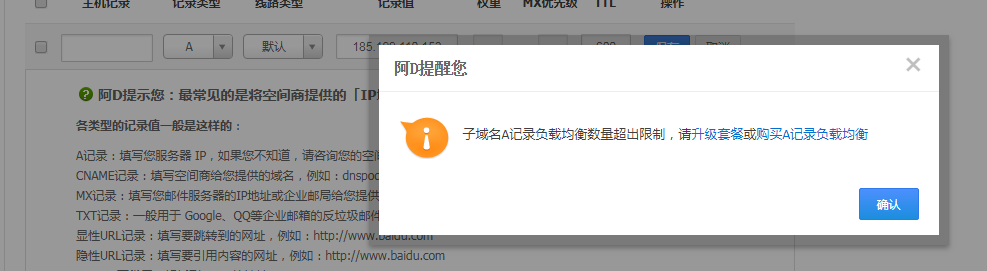 主机记录 记录类型 线路类型 记录值 权重 MX优先级 TTL 操作
A 默认 600 保存 取消
阿D提醒您
阿D提示您：最常见的是将空间商提供的「IP
各类型的记录值一般是这样的：
子域名A记录负载均衡数量超出限制，请升级套餐或购买A记录负载均衡
A记录：填写您服务器 IP，如果您不知道，请咨询您的空
CNAME记录：填写空间商给您提供的域名，例如：dnspo
MX记录：填写您邮件服务器的IP地址或企业邮局给您提
TXT记录：一般用于 Google、QQ等企业邮箱的反垃圾邮
显性URL记录：填写要跳转到的网址，例如：http://www.baidu.com
隐性URL记录：填写要引用内容的网址，例如：http://www.baidu.com
确认